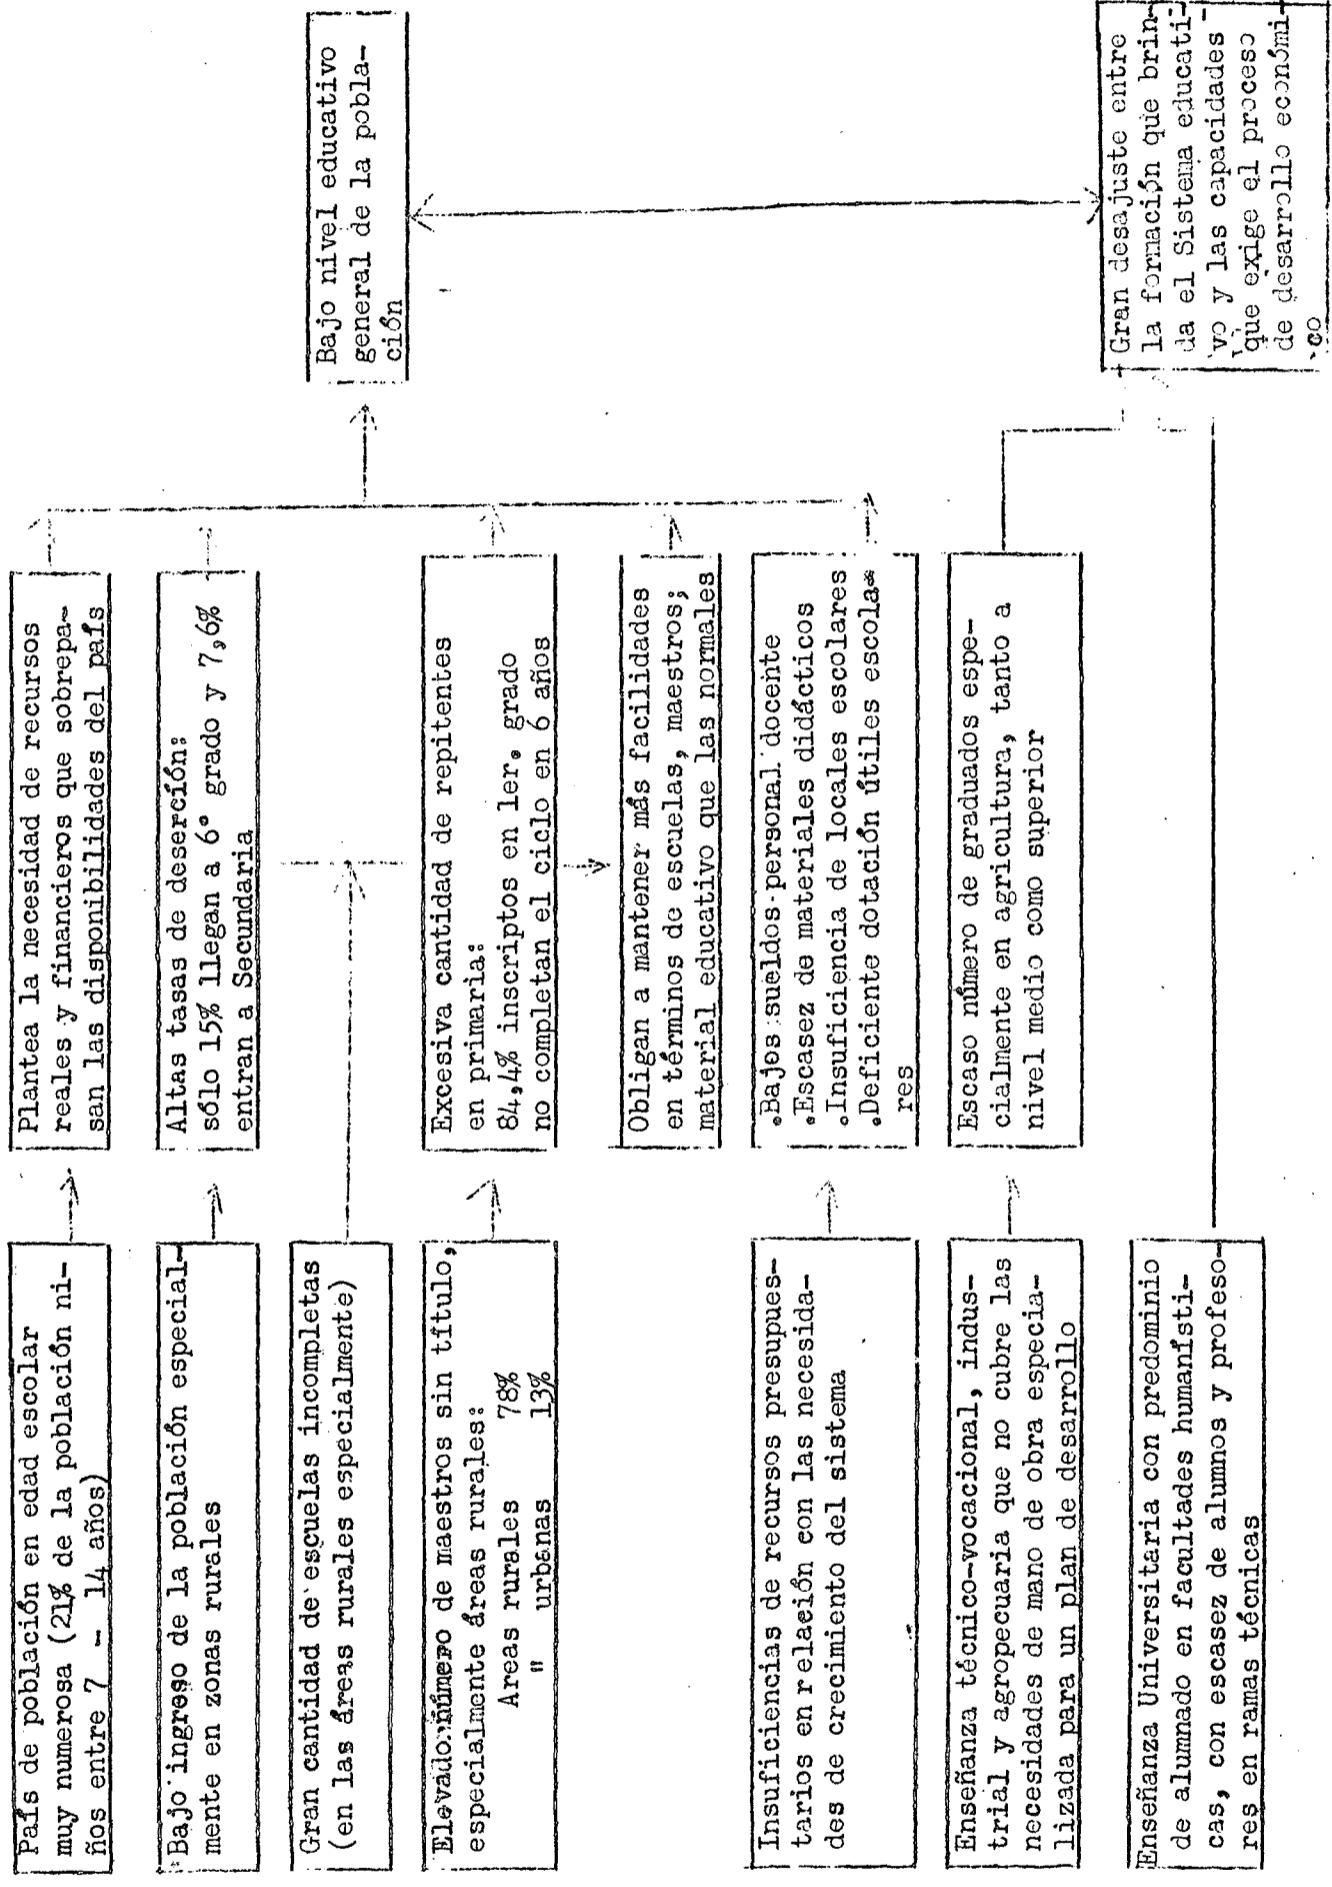 País de población en edad escolar
muy numerosa (21% de la población ni-
ños entre 7 - 14 años)
Bajo ingreso de la población especial-
mente en zonas rurales
Gran cantidad de escuelas incompletas
(en las áreas rurales especialmente)
Elevado número de maestros sin título,
especialmente áreas rurales:
Areas rurales 78%
" urbanas 13%
Insuficiencias de recursos presupues-
tarios en relación con las necesida-
des de crecimiento del sistema
Enseñanza técnico-vocacional, indus-
trial y agropecuaria que no cubre las
necesidades de mano de obra especia-
lizada para un plan de desarrollo
Enseñanza Universitaria con predominio
de alumnado en facultades humanísti-
cas, con escasez de alumnos y profeso-
res en ramas técnicas
Plantea la necesidad de recursos
reales y financieros que sobrepa-
san las disponibilidades del país
Altas tasas de deserción:
sólo 15% llegan a 6° grado y 7,6%
entran a Secundaria
Excesiva cantidad de repitentes
en primaria:
84,4% inscriptos en 1er. grado
no completan el ciclo en 6 años
Obligan a mantener más facilidades
en términos de escuelas, maestros;
material educativo que las normales
.Bajos sueldos personal docente
.Escasez de materiales didácticos
.Insuficiencia de locales escolares
.Deficiente dotación útiles escola-
res
Escaso número de graduados espe-
cialmente en agricultura, tanto a
nivel medio como superior
Bajo nivel educativo
general de la pobla-
ción
Gran desajuste entre
la formación que brin-
da el Sistema educati-
vo y las capacidades
que exige el proceso
de desarrollo económi-
co